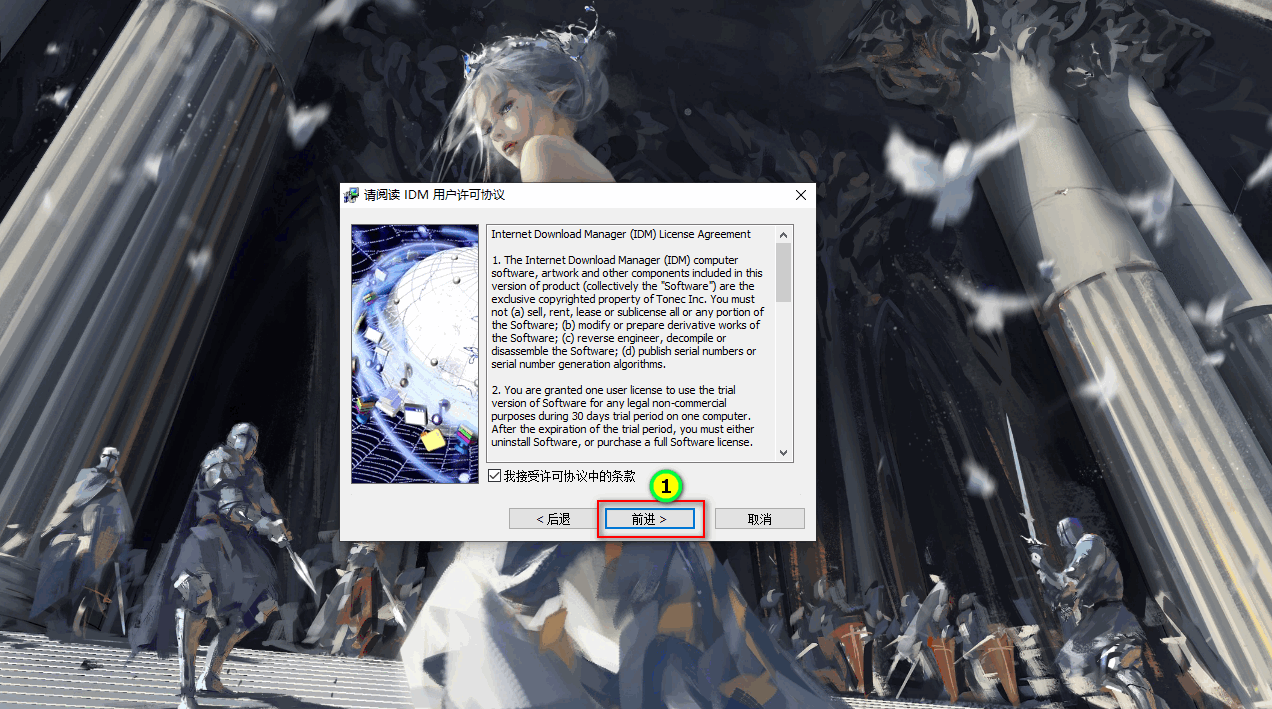 请阅读 IDM 用户许可协议
Internet Download Manager (IDM) License Agreement
1. The Internet Download Manager (IDM) computer
software, artwork and other components included in this
version of product (collectively the "Software") are the
exclusive copyrighted property of Tonec Inc. You must
not (a) sell, rent, lease or sublicense all or any portion of
the Software; (b) modify or prepare derivative works of
the Software; (c) reverse engineer, decompile or
disassemble the Software; (d) publish serial numbers or
serial number generation algorithms.
2. You are granted one user license to use the trial
version of Software for any legal non-commercial
purposes during 30 days trial period on one computer.
After the expiration of the trial period, you must either
uninstall Software, or purchase a full Software license.
我接受许可协议中的条款
1
< 后退
前进 >
取消